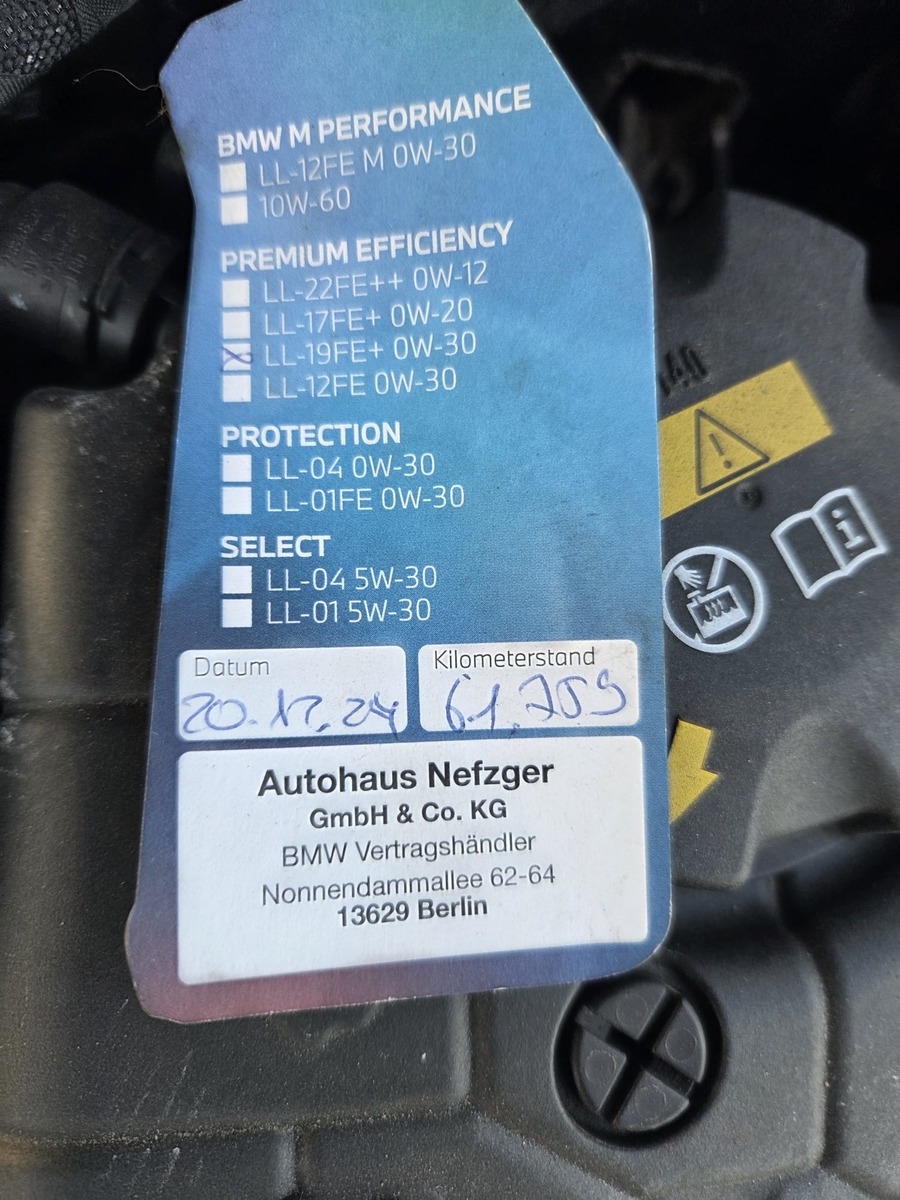 BMW M PERFORMANCE
LL-12FE M 0W-30
10W-60
PREMIUM EFFICIENCY
LL-22FE++ 0W-12
LL-17FE+ 0W-20
LL-19FE+ 0W-30
LL-12FE 0W-30
PROTECTION
LL-04 0W-30
LL-01FE 0W-30
SELECT
LL-04 5W-30
LL-01 5W-30
Datum
Kilometerstand
20.12.24
61.759
Autohaus Nefzger
GmbH & Co. KG
BMW Vertragshändler
Nonnendammallee 62-64
13629 Berlin